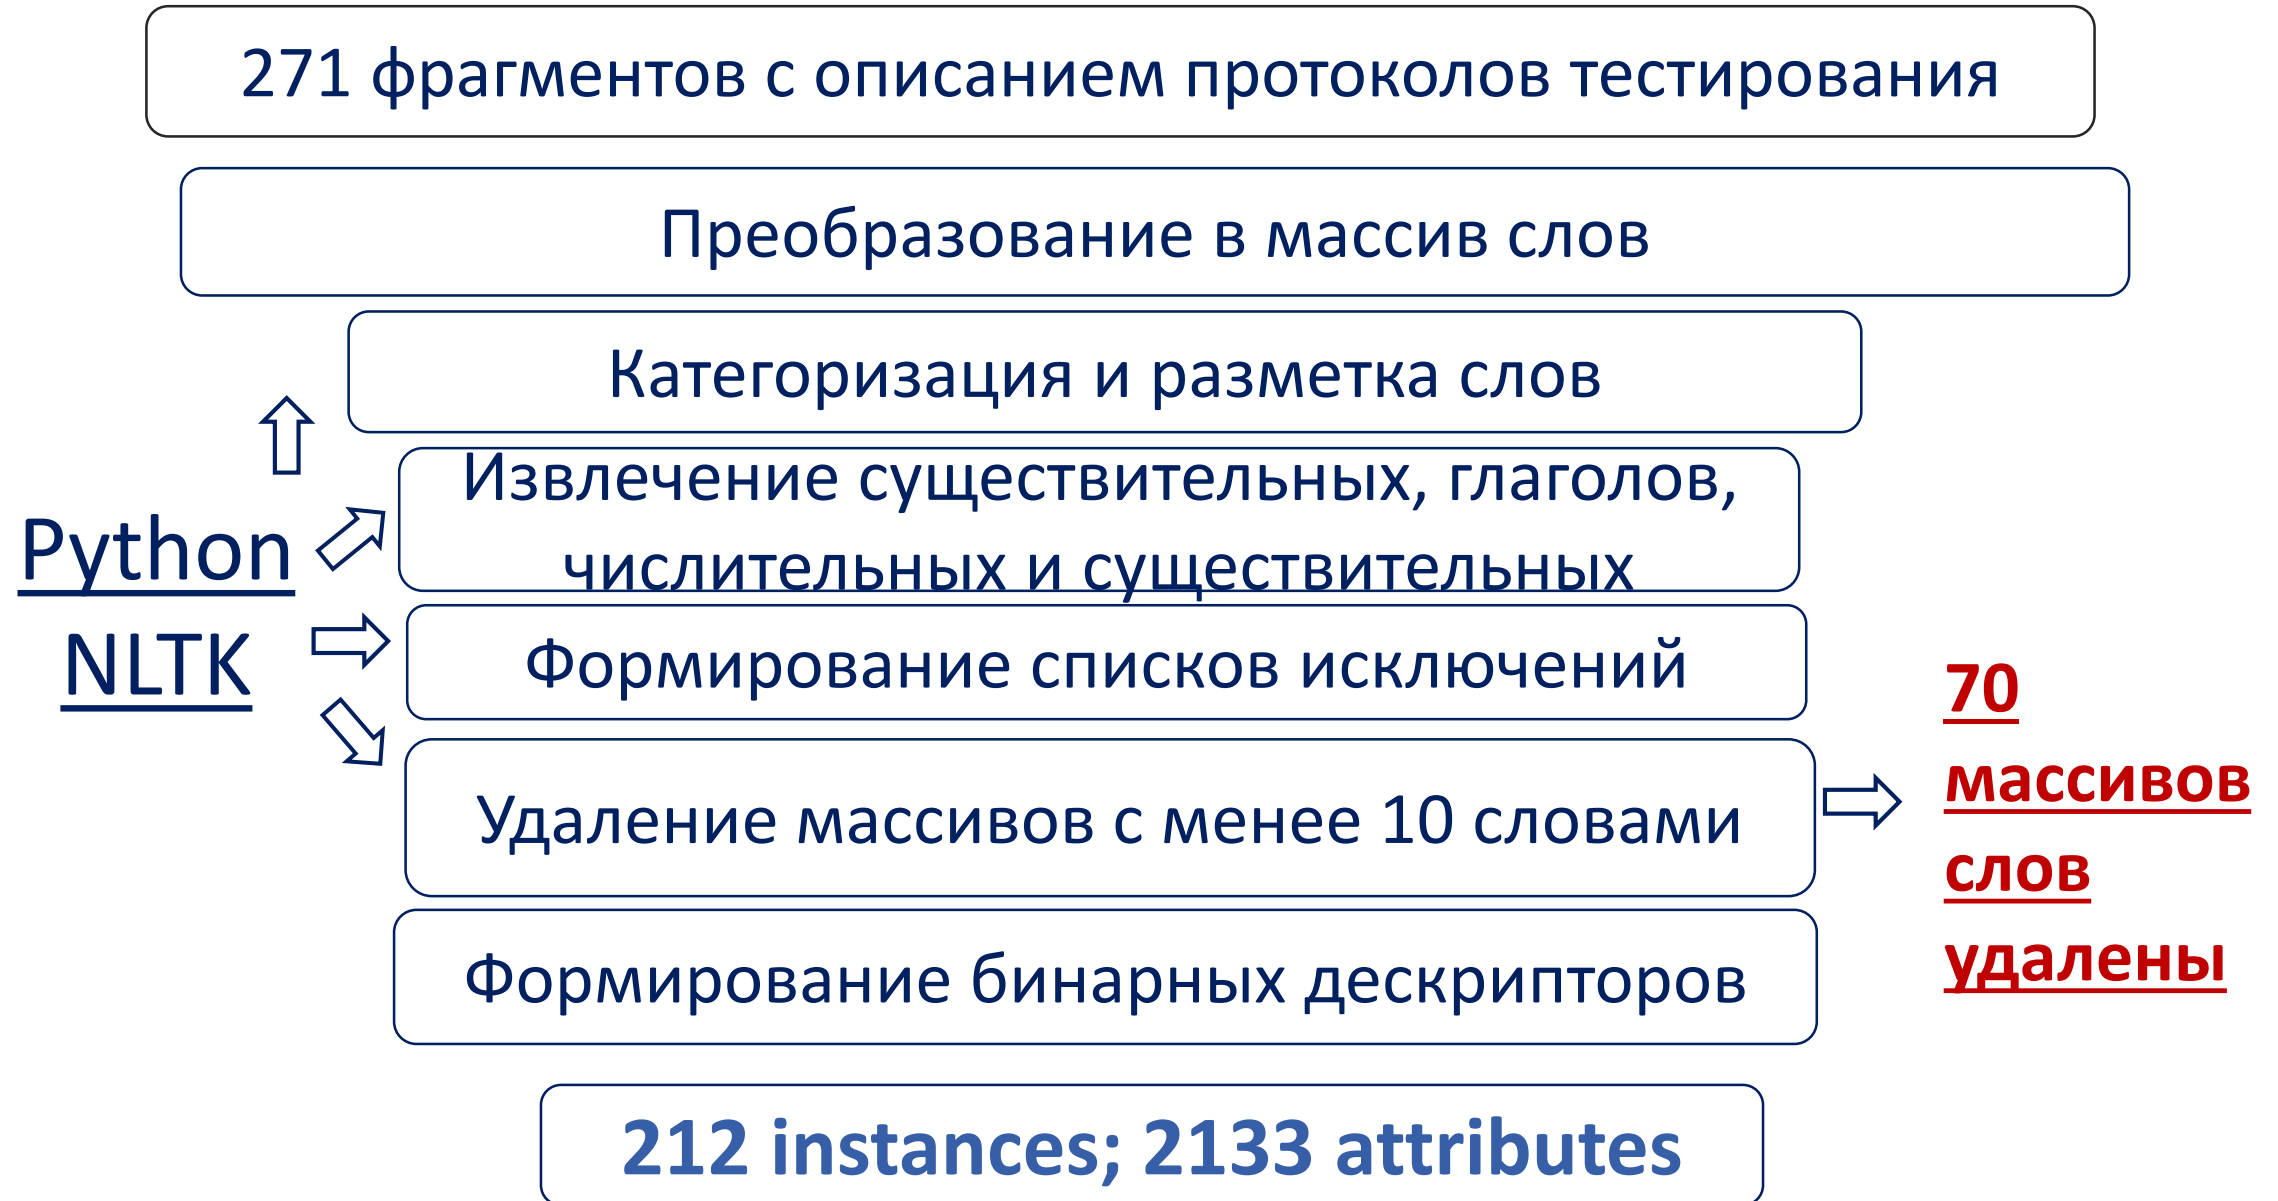 271 фрагментов с описанием протоколов тестирования
Преобразование в массив слов
Категоризация и разметка слов
Извлечение существительных, глаголов,
числительных и существительных
Python
NLTK
Формирование списков исключений
Удаление массивов с менее 10 словами
70
массивов
слов
удалены
Формирование бинарных дескрипторов
212 instances; 2133 attributes